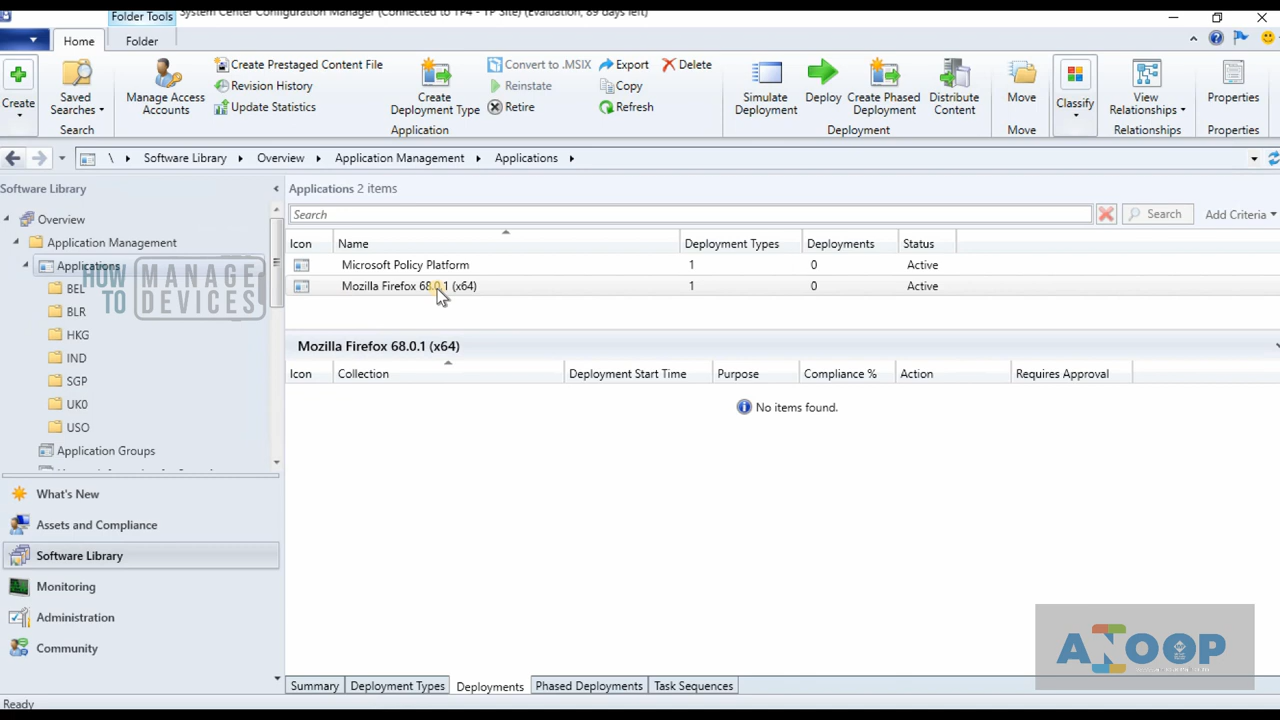 Folder Tools
System Center Configuration Manager (Connected to TP4 - TP Site) (Evaluation, 89 days left)
Home
Folder
Create
Saved Searches
Search
Manage Access Accounts
Create Prestaged Content File
Revision History
Update Statistics
Create Deployment Type
Convert to .MSIX
Reinstate
Retire
Export
Copy
Refresh
Delete
Application
Simulate Deployment
Deploy
Create Phased Deployment
Distribute Content
Deployment
Move
Move
Classify
View Relationships
Relationships
Properties
Properties
\ Software Library Overview Application Management Applications
Software Library
Overview
Application Management
Applications
BEL
BLR
HKG
IND
SGP
UK0
USO
Application Groups
HOW MANAGE
TO DEVICES
What's New
Assets and Compliance
Software Library
Monitoring
Administration
Community
Applications 2 items
Search
Search
Add Criteria
Icon Name Deployment Types Deployments Status
Microsoft Policy Platform 1 0 Active
Mozilla Firefox 68.0.1 (x64) 1 0 Active
Mozilla Firefox 68.0.1 (x64)
Icon Collection Deployment Start Time Purpose Compliance % Action Requires Approval
No items found.
ANOOP
Summary Deployment Types Deployments Phased Deployments Task Sequences
Ready